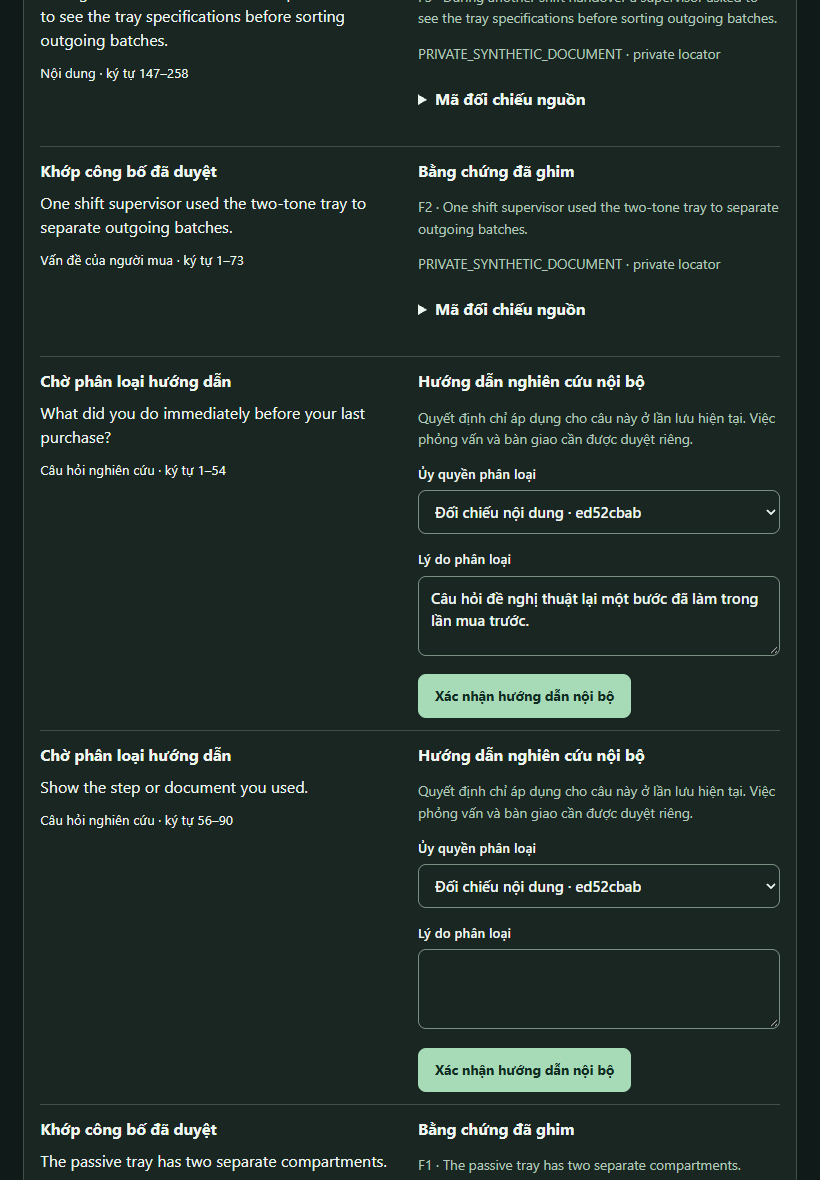 to see the tray specifications before sorting
outgoing batches.
Nội dung · ký tự 147–258
see the tray specifications before sorting outgoing batches.
PRIVATE_SYNTHETIC_DOCUMENT · private locator
▶ Mã đối chiếu nguồn
Khớp công bố đã duyệt
One shift supervisor used the two-tone tray to
separate outgoing batches.
Vấn đề của người mua · ký tự 1–73
Bằng chứng đã ghim
F2 · One shift supervisor used the two-tone tray to separate
outgoing batches.
PRIVATE_SYNTHETIC_DOCUMENT · private locator
▶ Mã đối chiếu nguồn
Chờ phân loại hướng dẫn
What did you do immediately before your last
purchase?
Câu hỏi nghiên cứu · ký tự 1–54
Hướng dẫn nghiên cứu nội bộ
Quyết định chỉ áp dụng cho câu này ở lần lưu hiện tại. Việc
phỏng vấn và bàn giao cần được duyệt riêng.
Ủy quyền phân loại
Đối chiếu nội dung · ed52cbab
Lý do phân loại
Câu hỏi đề nghị thuật lại một bước đã làm trong
lần mua trước.
Xác nhận hướng dẫn nội bộ
Chờ phân loại hướng dẫn
Show the step or document you used.
Câu hỏi nghiên cứu · ký tự 56–90
Hướng dẫn nghiên cứu nội bộ
Quyết định chỉ áp dụng cho câu này ở lần lưu hiện tại. Việc
phỏng vấn và bàn giao cần được duyệt riêng.
Ủy quyền phân loại
Đối chiếu nội dung · ed52cbab
Lý do phân loại
Xác nhận hướng dẫn nội bộ
Khớp công bố đã duyệt
The passive tray has two separate compartments.
Bằng chứng đã ghim
F1 · The passive tray has two separate compartments.